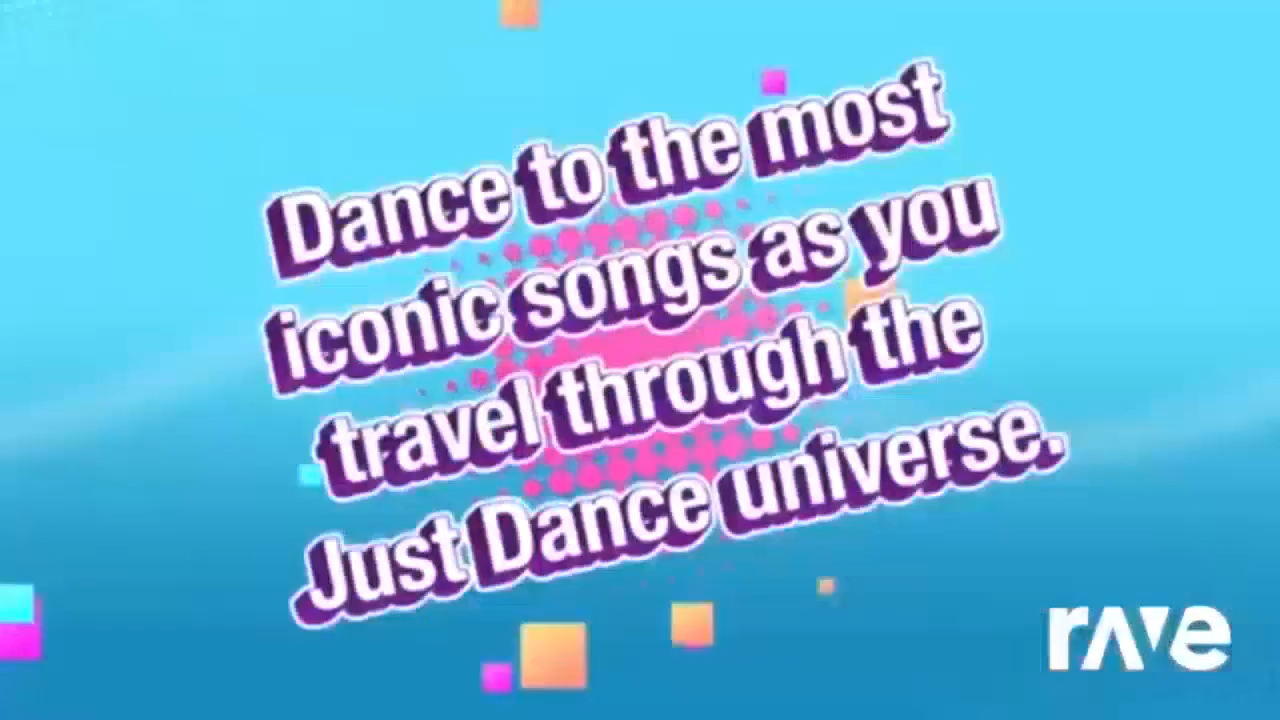 Dance to the most
iconic songs as you
travel through the
Just Dance universe.
rave